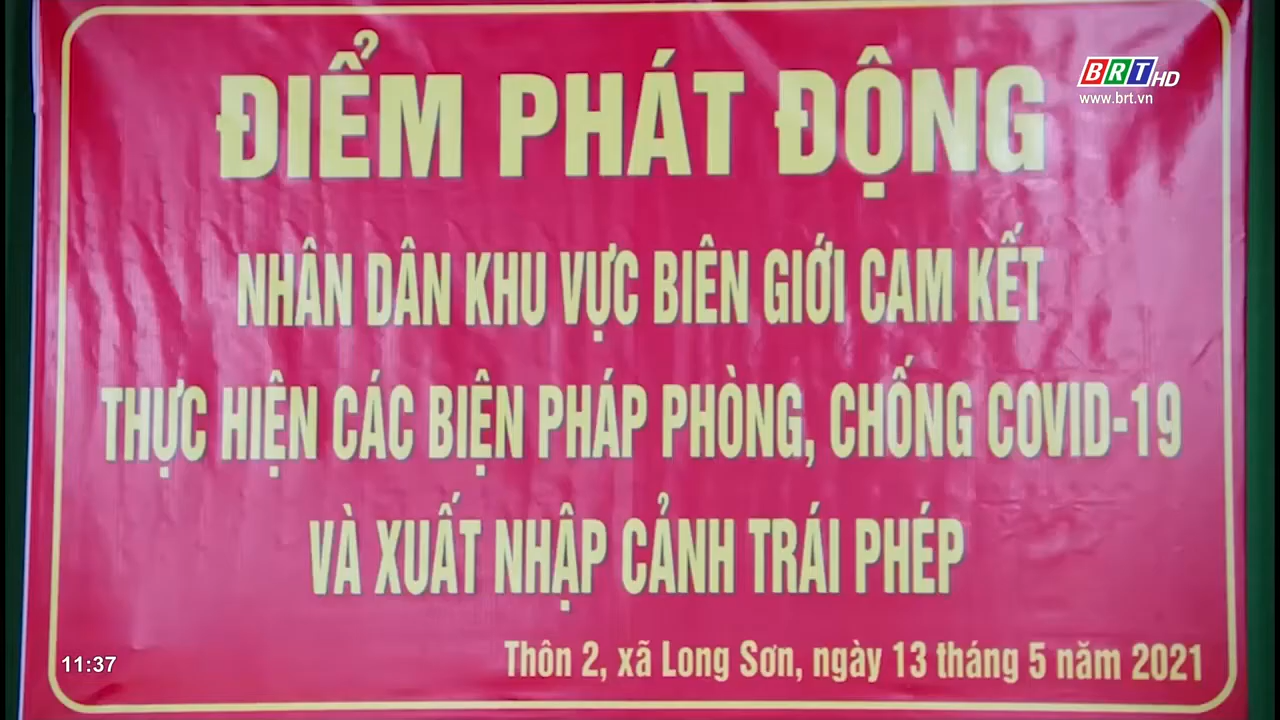 ĐIỂM PHÁT ĐỘNG
BRT HD
www.brt.vn
NHÂN DÂN KHU VỰC BIÊN GIỚI CAM KẾT
THỰC HIỆN CÁC BIỆN PHÁP PHÒNG, CHỐNG COVID-19
VÀ XUẤT NHẬP CẢNH TRÁI PHÉP
Thôn 2, xã Long Sơn, ngày 13 tháng 5 năm 2021
11:37